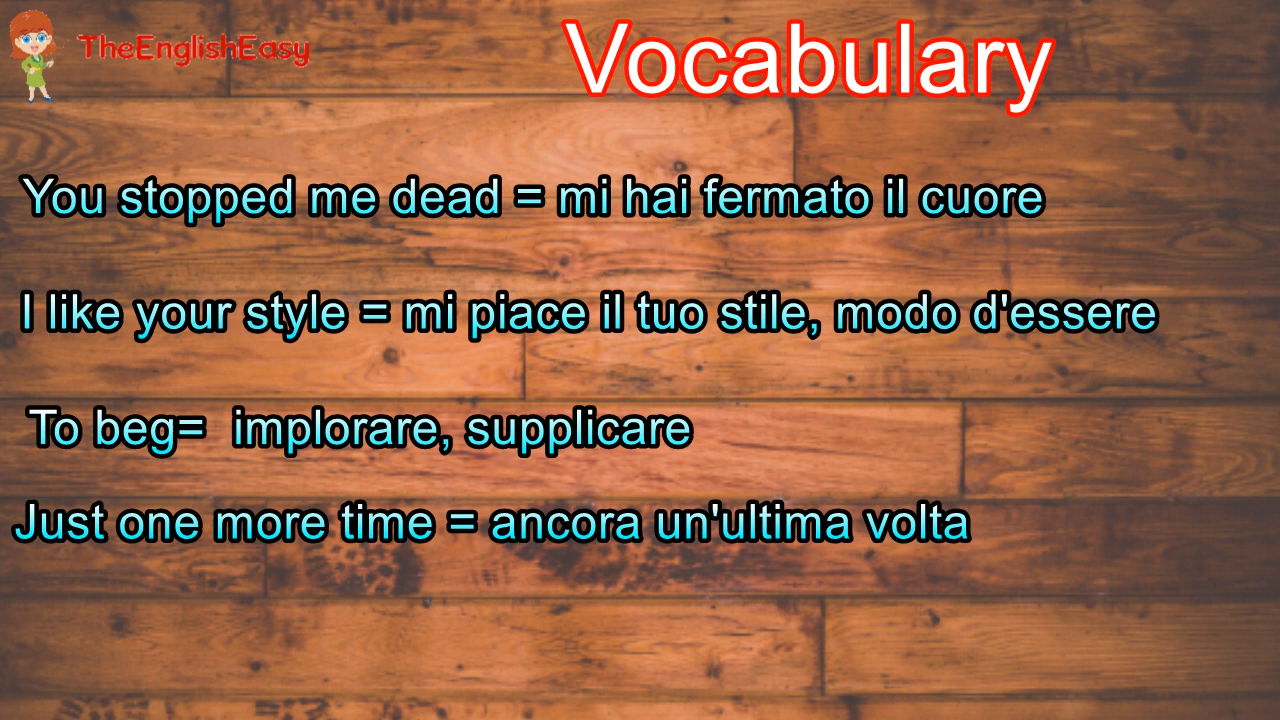 TheEnglishEasy
Vocabulary
You stopped me dead = mi hai fermato il cuore
I like your style = mi piace il tuo stile, modo d'essere
To beg=  implorare, supplicare
Just one more time = ancora un'ultima volta